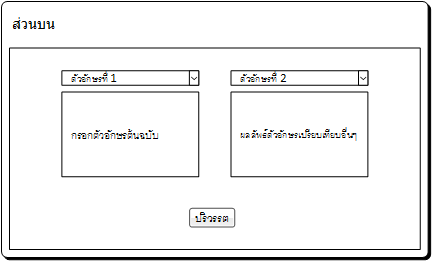 ส่วนบน
ตัวอักษรที่ 1
ตัวอักษรที่ 2
กรอกตัวอักษรต้นฉบับ
ผลลัพธ์ตัวอักษรเปรียบเทียบอื่นๆ
ปริวรรต